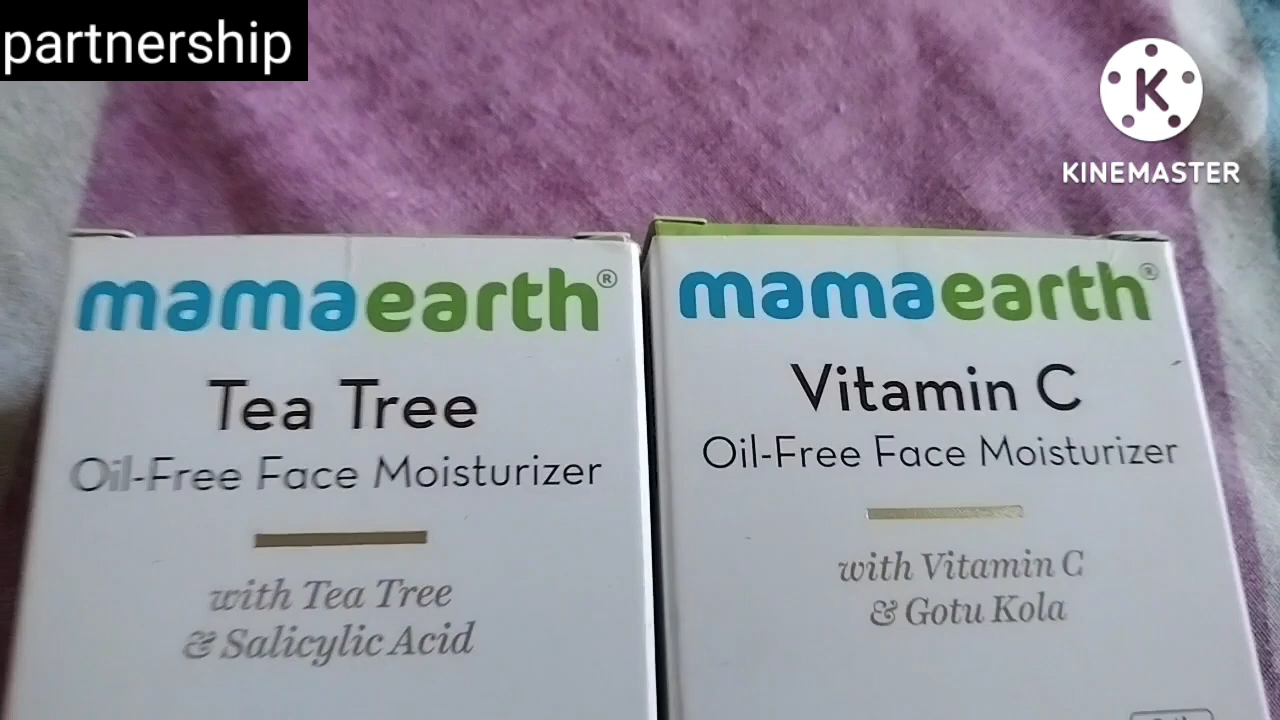 partnership
K
KINEMASTER
mamaearth®
Tea Tree
Oil-Free Face Moisturizer
with Tea Tree
& Salicylic Acid
mamaearth®
Vitamin C
Oil-Free Face Moisturizer
with Vitamin C
& Gotu Kola